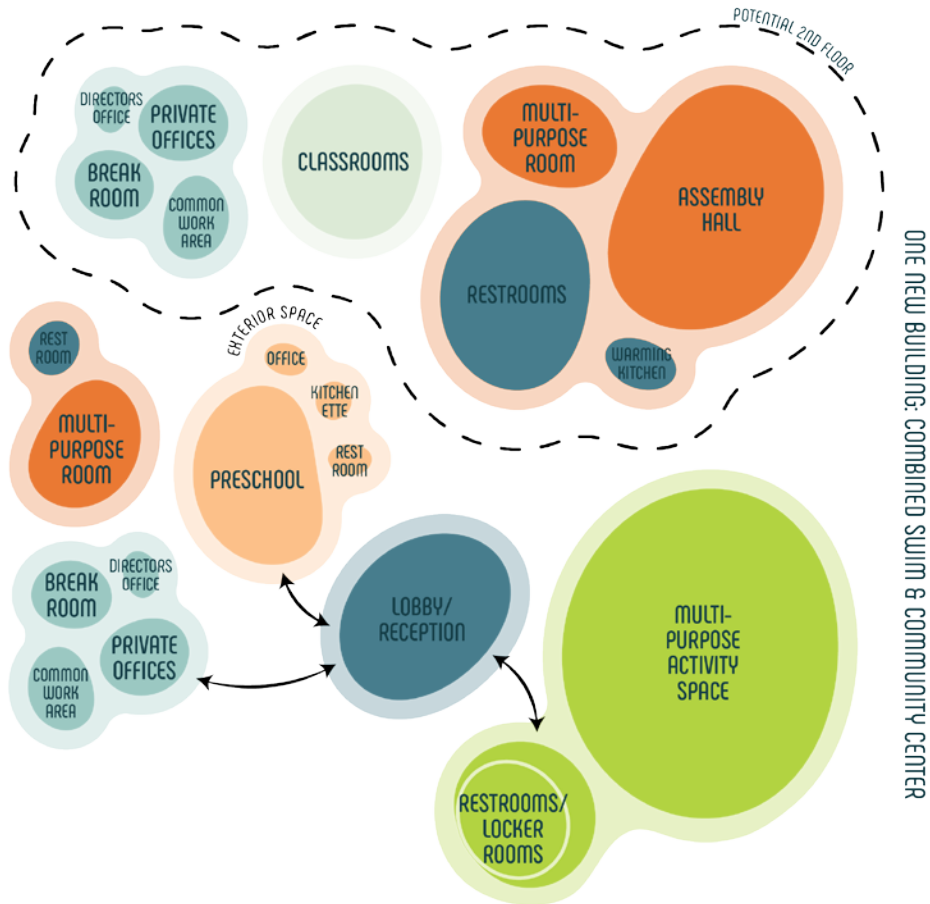 POTENTIAL 2ND FLOOR
DIRECTORS
OFFICE
PRIVATE
OFFICES
BREAK
ROOM
COMMON
WORK
AREA
CLASSROOMS
MULTI-
PURPOSE
ROOM
ASSEMBLY
HALL
RESTROOMS
WARMING
KITCHEN
REST
ROOM
MULTI-
PURPOSE
ROOM
EXTERIOR SPACE
OFFICE
KITCHEN
ETTE
REST
ROOM
PRESCHOOL
BREAK
ROOM
DIRECTORS
OFFICE
PRIVATE
OFFICES
COMMON
WORK
AREA
LOBBY/
RECEPTION
MULTI-
PURPOSE
ACTIVITY
SPACE
RESTROOMS/
LOCKER
ROOMS
ONE NEW BUILDING: COMBINED SWIM & COMMUNITY CENTER